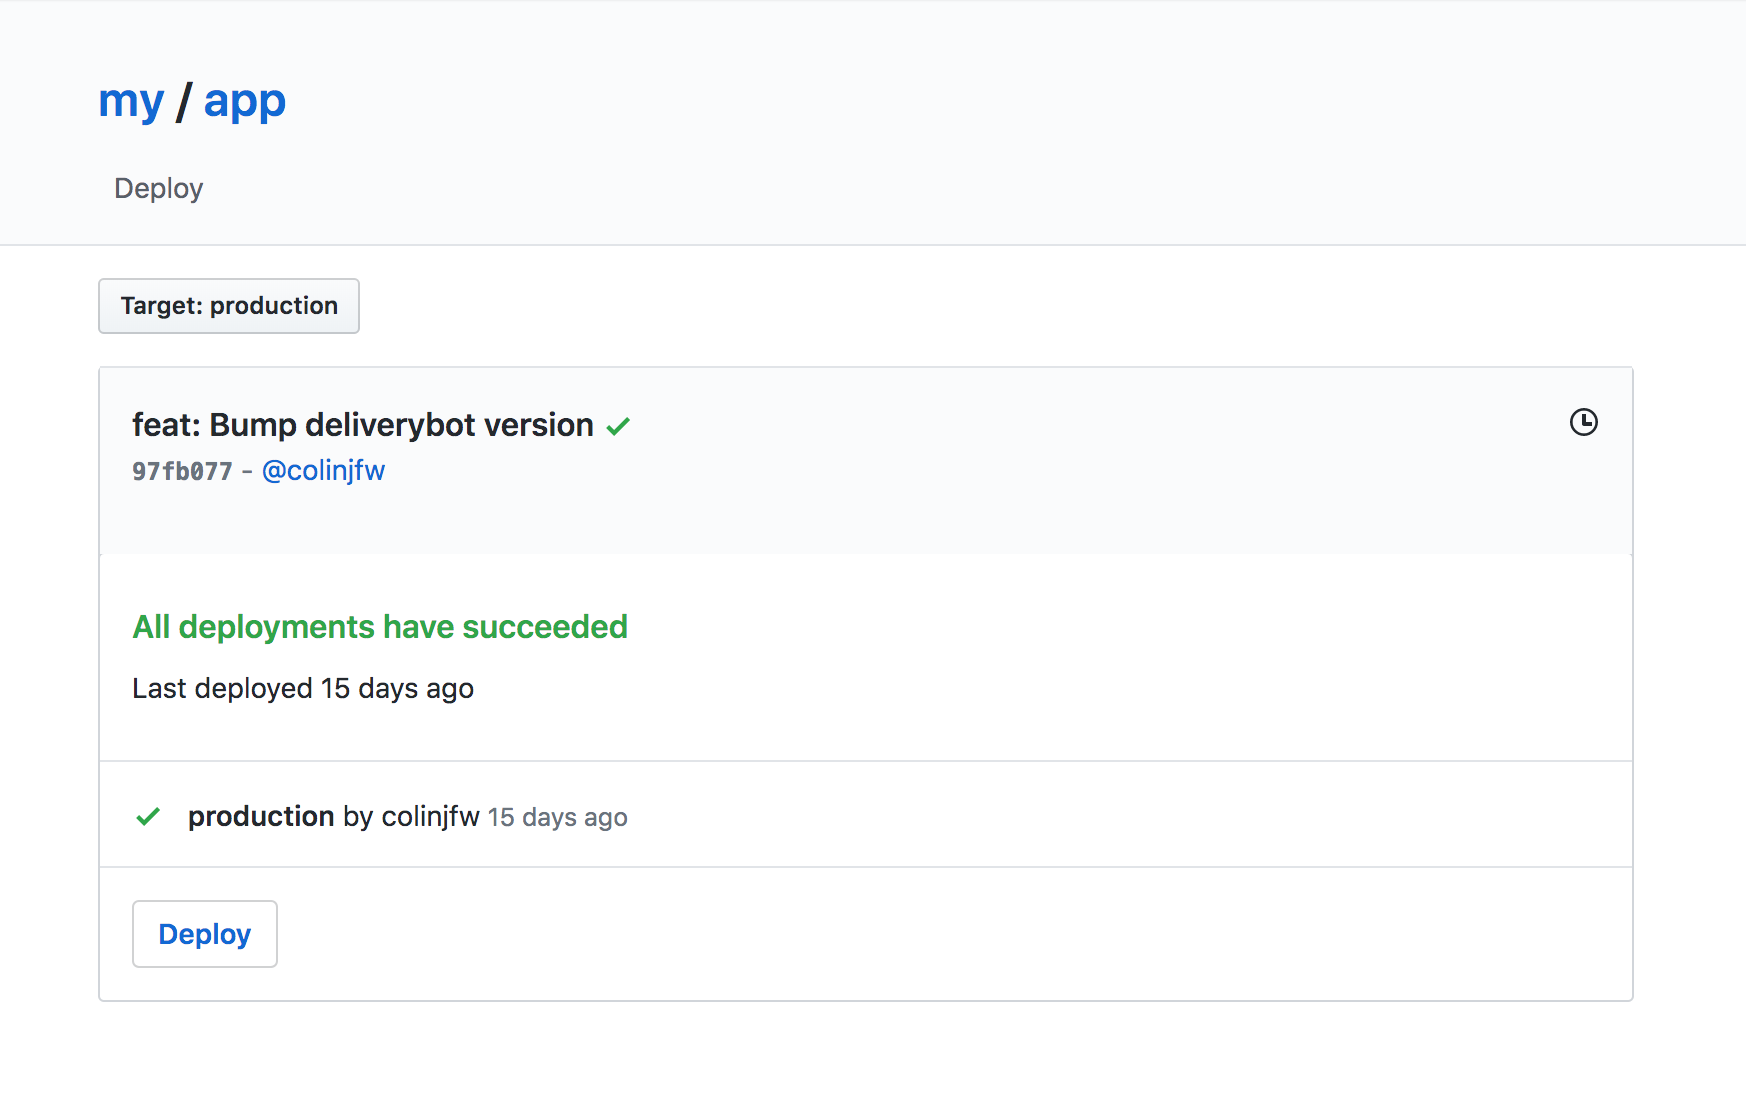 my / app
Deploy
Target: production
feat: Bump deliverybot version
97fb077 - @colinjfw
All deployments have succeeded
Last deployed 15 days ago
production by colinjfw 15 days ago
Deploy